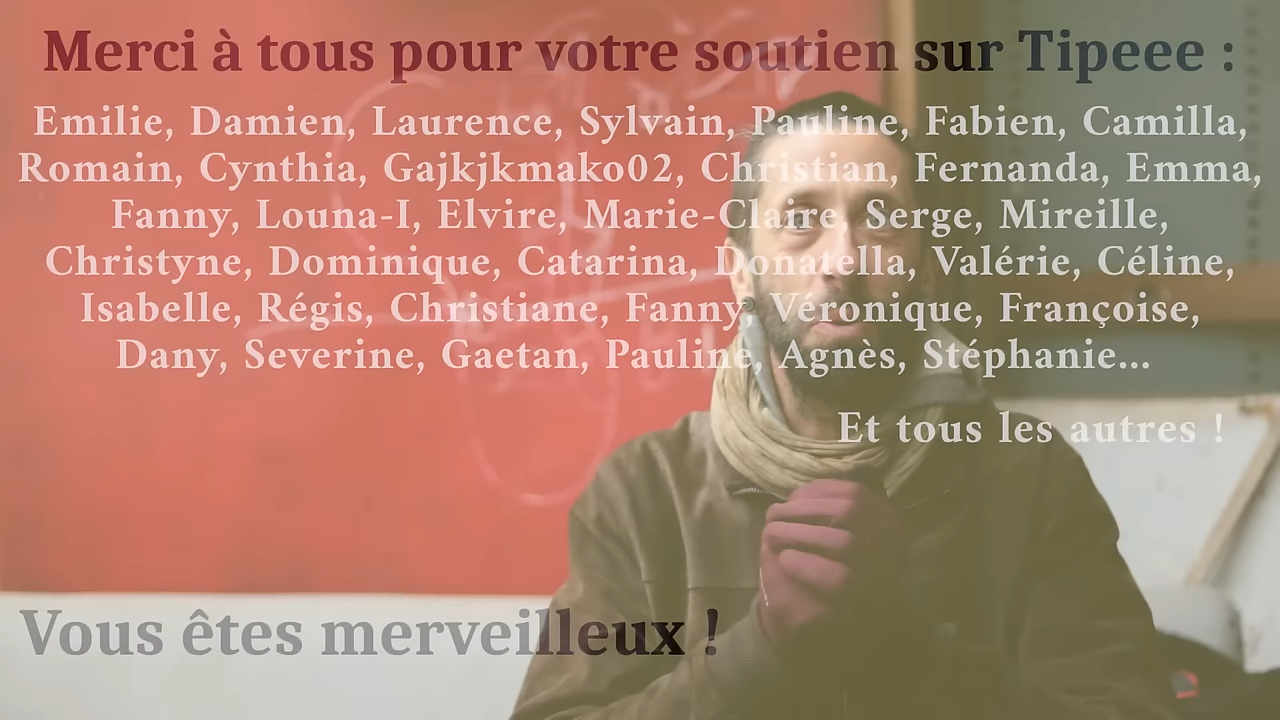 Merci à tous pour votre soutien sur Tipeee :
Emilie, Damien, Laurence, Sylvain, Pauline, Fabien, Camilla,
Romain, Cynthia, Gajkjkmako02, Christian, Fernanda, Emma,
Fanny, Louna-I, Elvire, Marie-Claire, Serge, Mireille,
Christyne, Dominique, Catarina, Donatella, Valérie, Céline,
Isabelle, Régis, Christiane, Fanny, Véronique, Françoise,
Dany, Severine, Gaetan, Pauline, Agnès, Stéphanie...
Et tous les autres !
Vous êtes merveilleux !